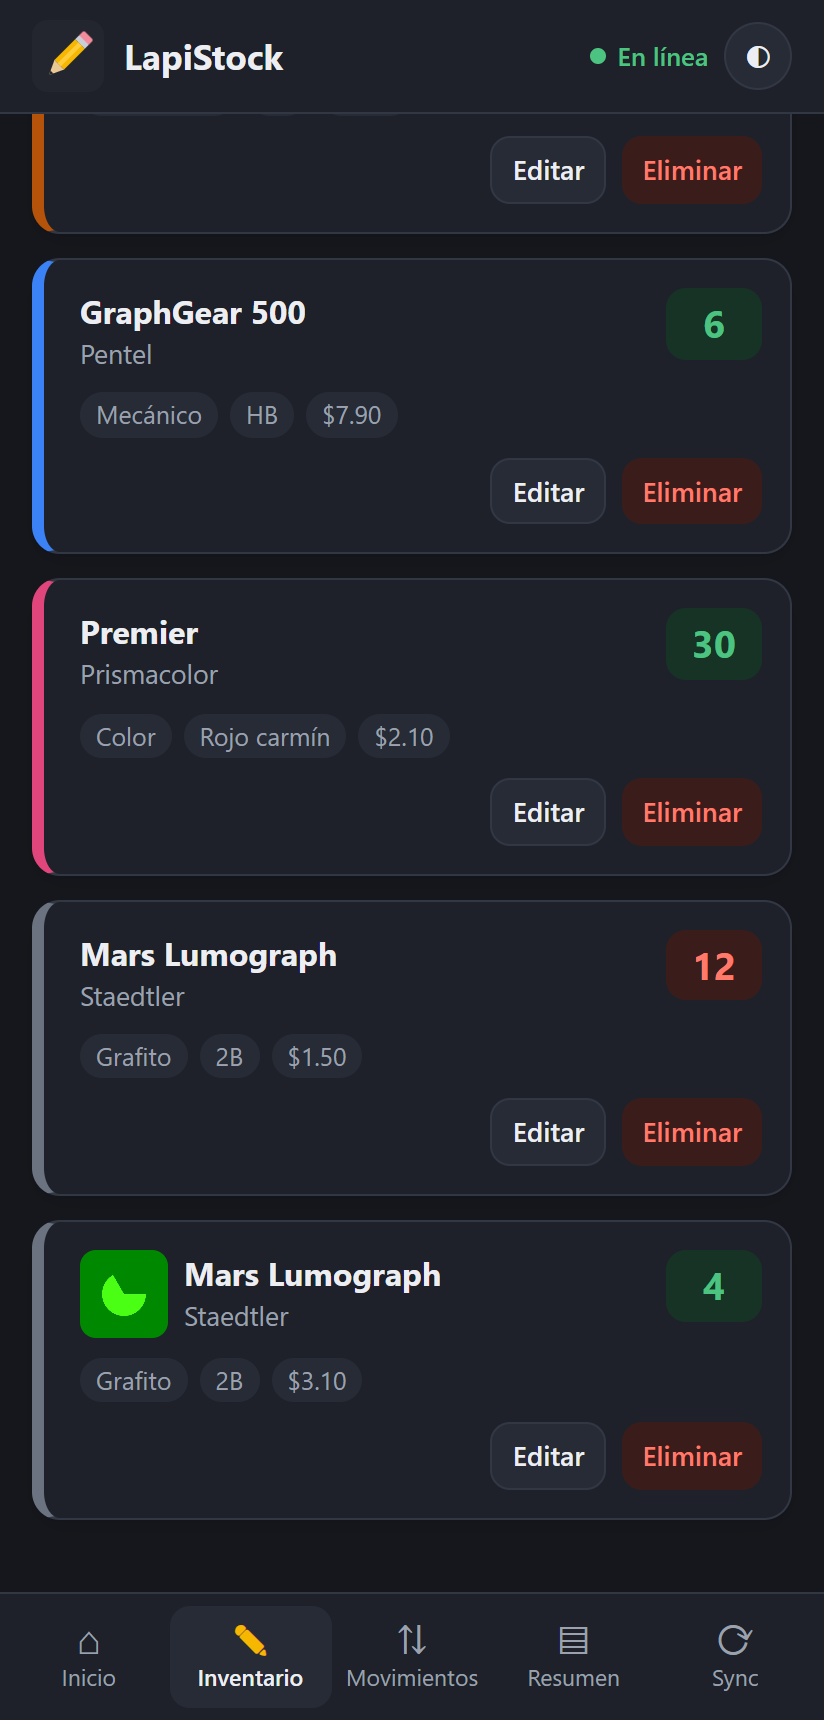 LapiStock
En línea
Editar Eliminar
GraphGear 500
6
Pentel
Mecánico HB $7.90
Editar Eliminar
Premier
30
Prismacolor
Color Rojo carmín $2.10
Editar Eliminar
Mars Lumograph
12
Staedtler
Grafito 2B $1.50
Editar Eliminar
Mars Lumograph
4
Staedtler
Grafito 2B $3.10
Editar Eliminar
Inicio Inventario Movimientos Resumen Sync